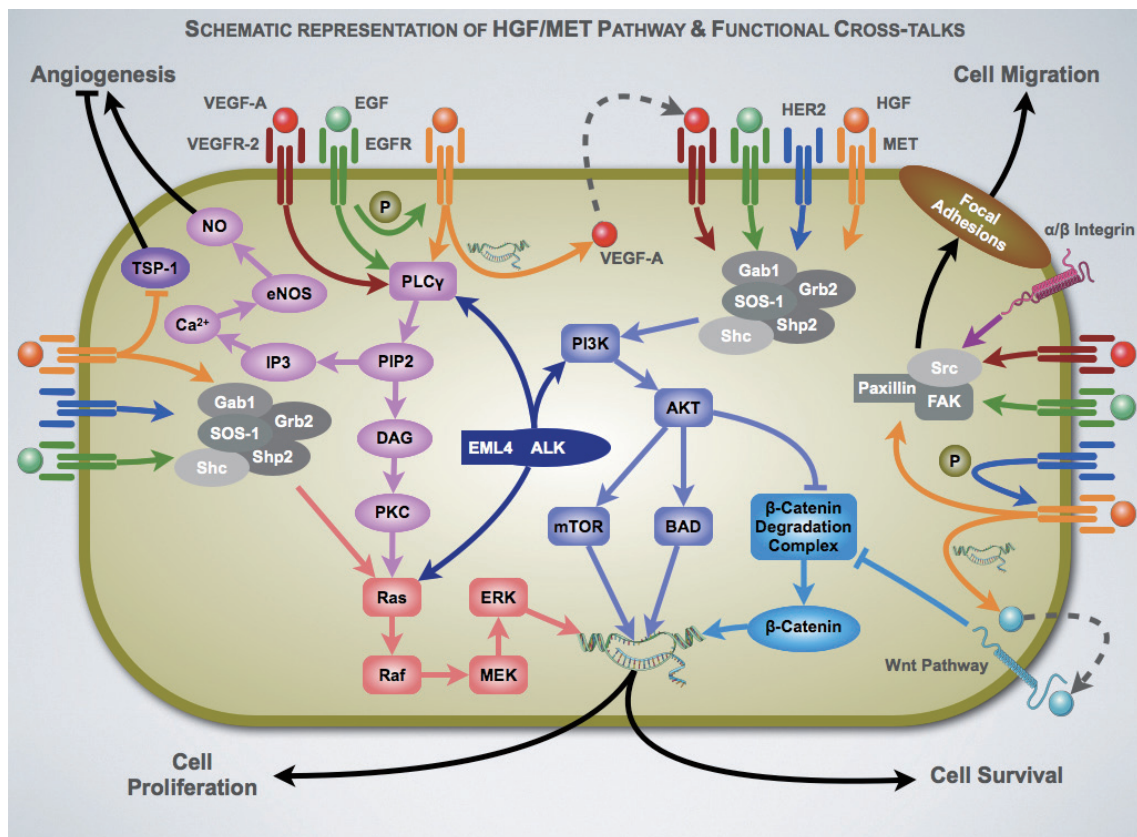 SCHEMATIC REPRESENTATION OF HGF/MET PATHWAY & FUNCTIONAL CROSS-TALKS
Angiogenesis
Cell Migration
VEGF-A
EGF
HER2
HGF
VEGFR-2
EGFR
MET
P
NO
Focal
Adhesions
α/β Integrin
TSP-1
VEGF-A
eNOS
PLCγ
Gab1
Grb2
SOS-1
Shp2
Shc
Ca²⁺
IP3
PIP2
PI3K
Src
Paxillin
FAK
Gab1
Grb2
SOS-1
Shp2
Shc
DAG
EML4
ALK
AKT
P
PKC
mTOR
BAD
β-Catenin
Degradation
Complex
Ras
ERK
β-Catenin
Raf
MEK
Wnt Pathway
Cell
Proliferation
Cell Survival